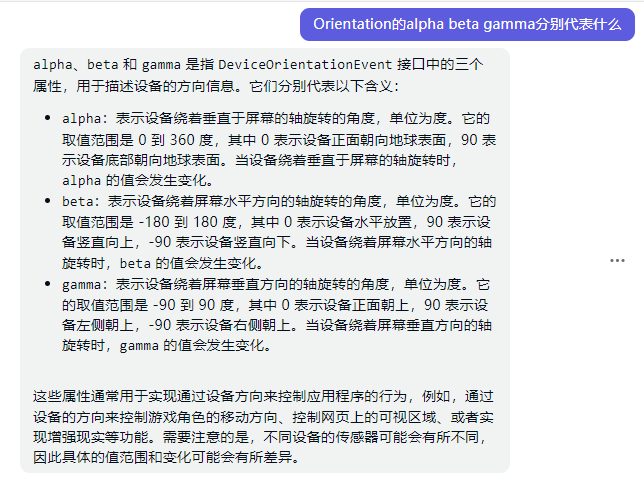 Orientation的alpha beta gamma分别代表什么
alpha、beta 和 gamma 是指 DeviceOrientationEvent 接口中的三个
属性，用于描述设备的方向信息。它们分别代表以下含义：
• alpha：表示设备绕着垂直于屏幕的轴旋转的角度，单位为度。它的
取值范围是 0 到 360 度，其中 0 表示设备正面朝向地球表面，90 表
示设备底部朝向地球表面。当设备绕着垂直于屏幕的轴旋转时，
alpha 的值会发生变化。
• beta：表示设备绕着屏幕水平方向的轴旋转的角度，单位为度。它的
取值范围是 -180 到 180 度，其中 0 表示设备水平放置，90 表示设
备竖直向上，-90 表示设备竖直向下。当设备绕着屏幕水平方向的轴
旋转时，beta 的值会发生变化。
• gamma：表示设备绕着屏幕垂直方向的轴旋转的角度，单位为度。它
的取值范围是 -90 到 90 度，其中 0 表示设备正面朝上，90 表示设
备左侧朝上，-90 表示设备右侧朝上。当设备绕着屏幕垂直方向的轴
旋转时，gamma 的值会发生变化。
这些属性通常用于实现通过设备方向来控制应用程序的行为，例如，通过
设备的方向来控制游戏角色的移动方向、控制网页上的可视区域、或者实
现增强现实等功能。需要注意的是，不同设备的传感器可能会有所不同，
因此具体的值范围和变化可能会有所差异。